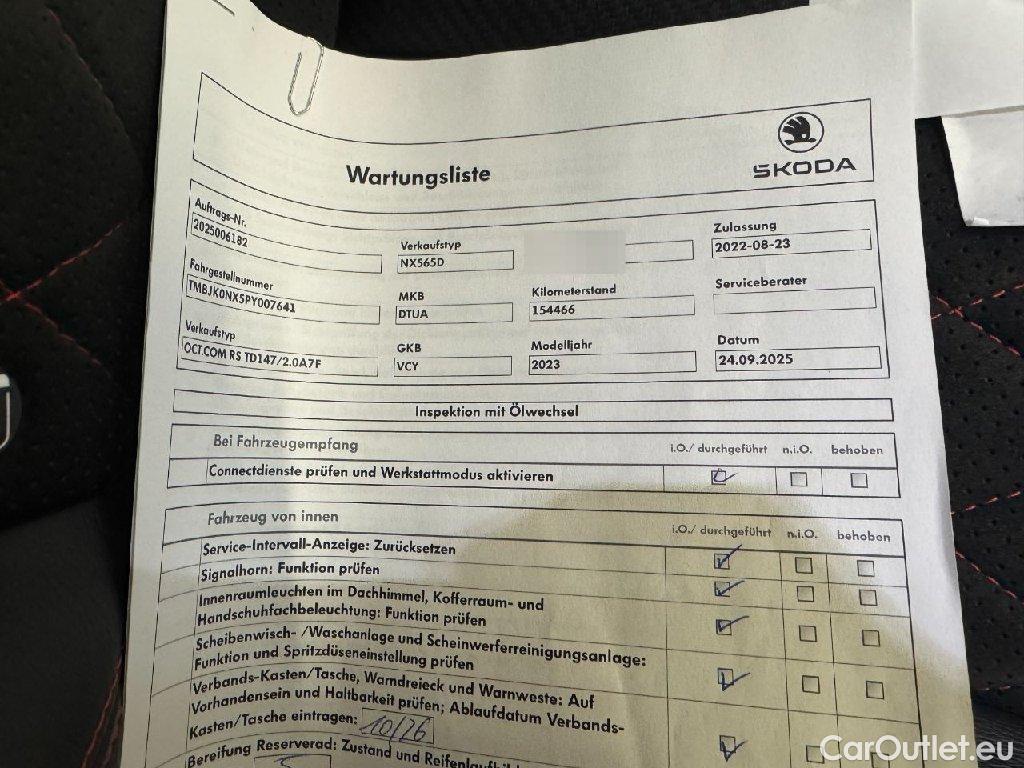 Wartungsliste
ŠKODA
Auftrags-Nr.
2025006182
Verkaufstyp
NX565D
Zulassung
2022-08-23
Fahrgestellnummer
TMBJK0NX5PY007641
MKB
DTUA
Kilometerstand
154466
Serviceberater
Verkaufstyp
OCT.COM RS TD147/2.0A7F
GKB
VCY
Modelljahr
2023
Datum
24.09.2025
Inspektion mit Ölwechsel
Bei Fahrzeugempfang i.O./ durchgeführt n.i.O. behoben
Connectdienste prüfen und Werkstattmodus aktivieren
Fahrzeug von innen i.O./ durchgeführt n.i.O. behoben
Service-Intervall-Anzeige: Zurücksetzen
Signalhorn: Funktion prüfen
Innenraumleuchten im Dachhimmel, Kofferraum- und
Handschuhfachbeleuchtung: Funktion prüfen
Scheibenwisch- /Waschanlage und Scheinwerferreinigungsanlage:
Funktion und Spritzdüseneinstellung prüfen
Verbands-Kasten/Tasche, Warndreieck und Warnweste: Auf
Vorhandensein und Haltbarkeit prüfen; Ablaufdatum Verbands-
Kasten/Tasche eintragen: 10/26
Bereifung Reserverad: Zustand und
CarOutlet.eu